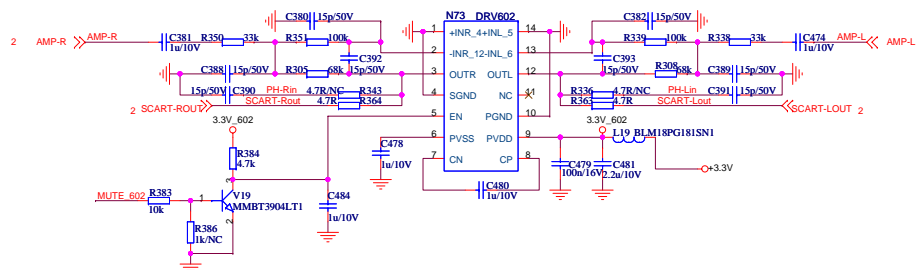 C380 15p/50V
N73 DRV602
C382 15p/50V
2 AMP-R AMP-R
C381 1u/10V
R350 33k
R351 100k
R339 100k
R338 33k
C474 1u/10V
AMP-L AMP-L 2
1 +INR_4 +INL_5 14
2 -INR_12 -INL_6 13
3 OUTR OUTL 12
4 SGND NC 11
5 EN PGND 10
6 PVSS PVDD 9
7 CN CP 8
C392 15p/50V
C393 15p/50V
C388 15p/50V
R305 68k
R308 68k
C389 15p/50V
15p/50V C390
PH-Rin 4.7R/NC R343
R336 4.7R/NC PH-Lin
C391 15p/50V
2 SCART-ROUT
SCART-Rout 4.7R R364
R363 4.7R SCART-Lout
SCART-LOUT 2
3.3V_602
3.3V_602
R384 4.7k
C478 1u/10V
L19 BLM18PG181SN1
C479 100n/16V
C481 2.2u/10V
+3.3V
C480 1u/10V
MUTE_602
R383 10k
1
2
3
V19 MMBT3904LT1
C484 1u/10V
R386 1k/NC